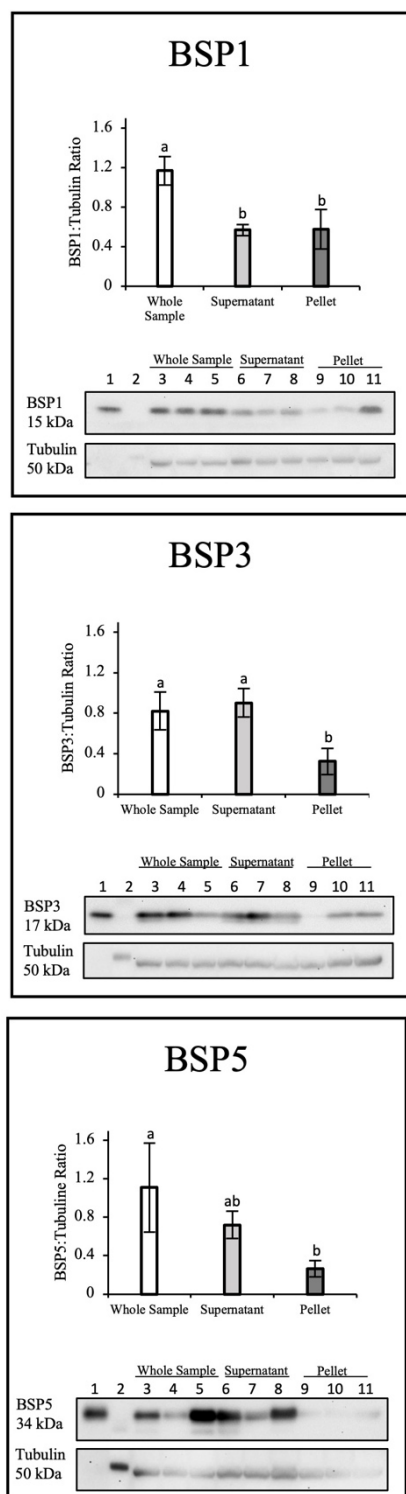 BSP1
BSP1:Tubulin Ratio
1.6
1.2
0.8
0.4
0
a
b
b
Whole Sample
Supernatant
Pellet
Whole Sample Supernatant Pellet
1 2 3 4 5 6 7 8 9 10 11
BSP1
15 kDa
Tubulin
50 kDa
BSP3
BSP3:Tubulin Ratio
1.6
1.2
0.8
0.4
0
a
a
b
Whole Sample Supernatant Pellet
Whole Sample Supernatant Pellet
1 2 3 4 5 6 7 8 9 10 11
BSP3
17 kDa
Tubulin
50 kDa
BSP5
BSP5:Tubuline Ratio
1.6
1.2
0.8
0.4
0
a
ab
b
Whole Sample Supernatant Pellet
Whole Sample Supernatant Pellet
1 2 3 4 5 6 7 8 9 10 11
BSP5
34 kDa
Tubulin
50 kDa